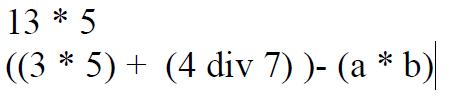 13 * 5
((3 * 5) + (4 div 7) )- (a * b)